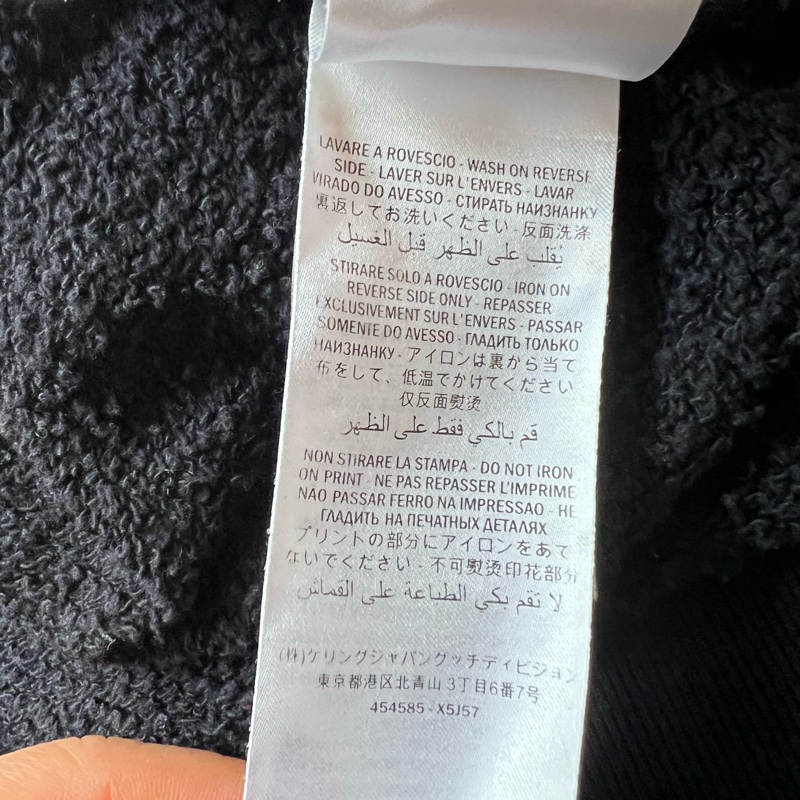 LAVARE A ROVESCIO - WASH ON REVERSE
SIDE - LAVER SUR L'ENVERS - LAVAR
VIRADO DO AVESSO - СТИРАТЬ НАИЗНАНКУ
裏返してお洗いください - 反面洗涤
يقلب على الظهر قبل الغسيل
STIRARE SOLO A ROVESCIO - IRON ON
REVERSE SIDE ONLY - REPASSER
EXCLUSIVEMENT SUR L'ENVERS - PASSAR
SOMENTE DO AVESSO - ГЛАДИТЬ ТОЛЬКО
НАИЗНАНКУ - アイロンは裏から当て
布をして、低温でかけてください
仅反面熨烫
قم بالكي فقط على الظهر
NON STIRARE LA STAMPA - DO NOT IRON
ON PRINT - NE PAS REPASSER L'IMPRIME
NAO PASSAR FERRO NA IMPRESSAO - НЕ
ГЛАДИТЬ НА ПЕЧАТНЫХ ДЕТАЛЯХ
プリントの部分にアイロンをあて
ないでください - 不可熨烫印花部分
لا تقم بكي الطباعة على القماش
(株)ケリングジャパングッチディビジョン
東京都港区北青山3丁目6番7号
454585 - X5J57